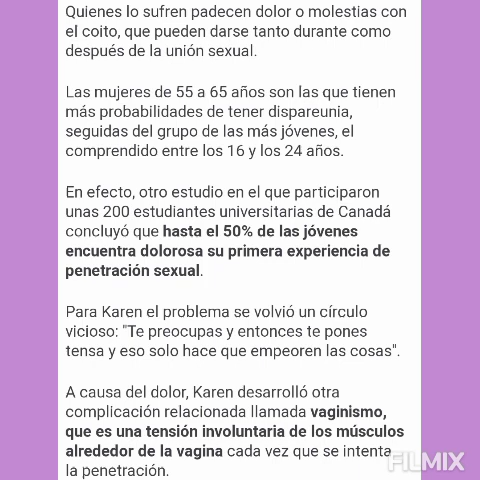 Quienes lo sufren padecen dolor o molestias con
el coito, que pueden darse tanto durante como
después de la unión sexual.
Las mujeres de 55 a 65 años son las que tienen
más probabilidades de tener dispareunia,
seguidas del grupo de las más jóvenes, el
comprendido entre los 16 y los 24 años.
En efecto, otro estudio en el que participaron
unas 200 estudiantes universitarias de Canadá
concluyó que hasta el 50% de las jóvenes
encuentra dolorosa su primera experiencia de
penetración sexual.
Para Karen el problema se volvió un círculo
vicioso: "Te preocupas y entonces te pones
tensa y eso solo hace que empeoren las cosas".
A causa del dolor, Karen desarrolló otra
complicación relacionada llamada vaginismo,
que es una tensión involuntaria de los músculos
alrededor de la vagina cada vez que se intenta
la penetración.
FILMIX